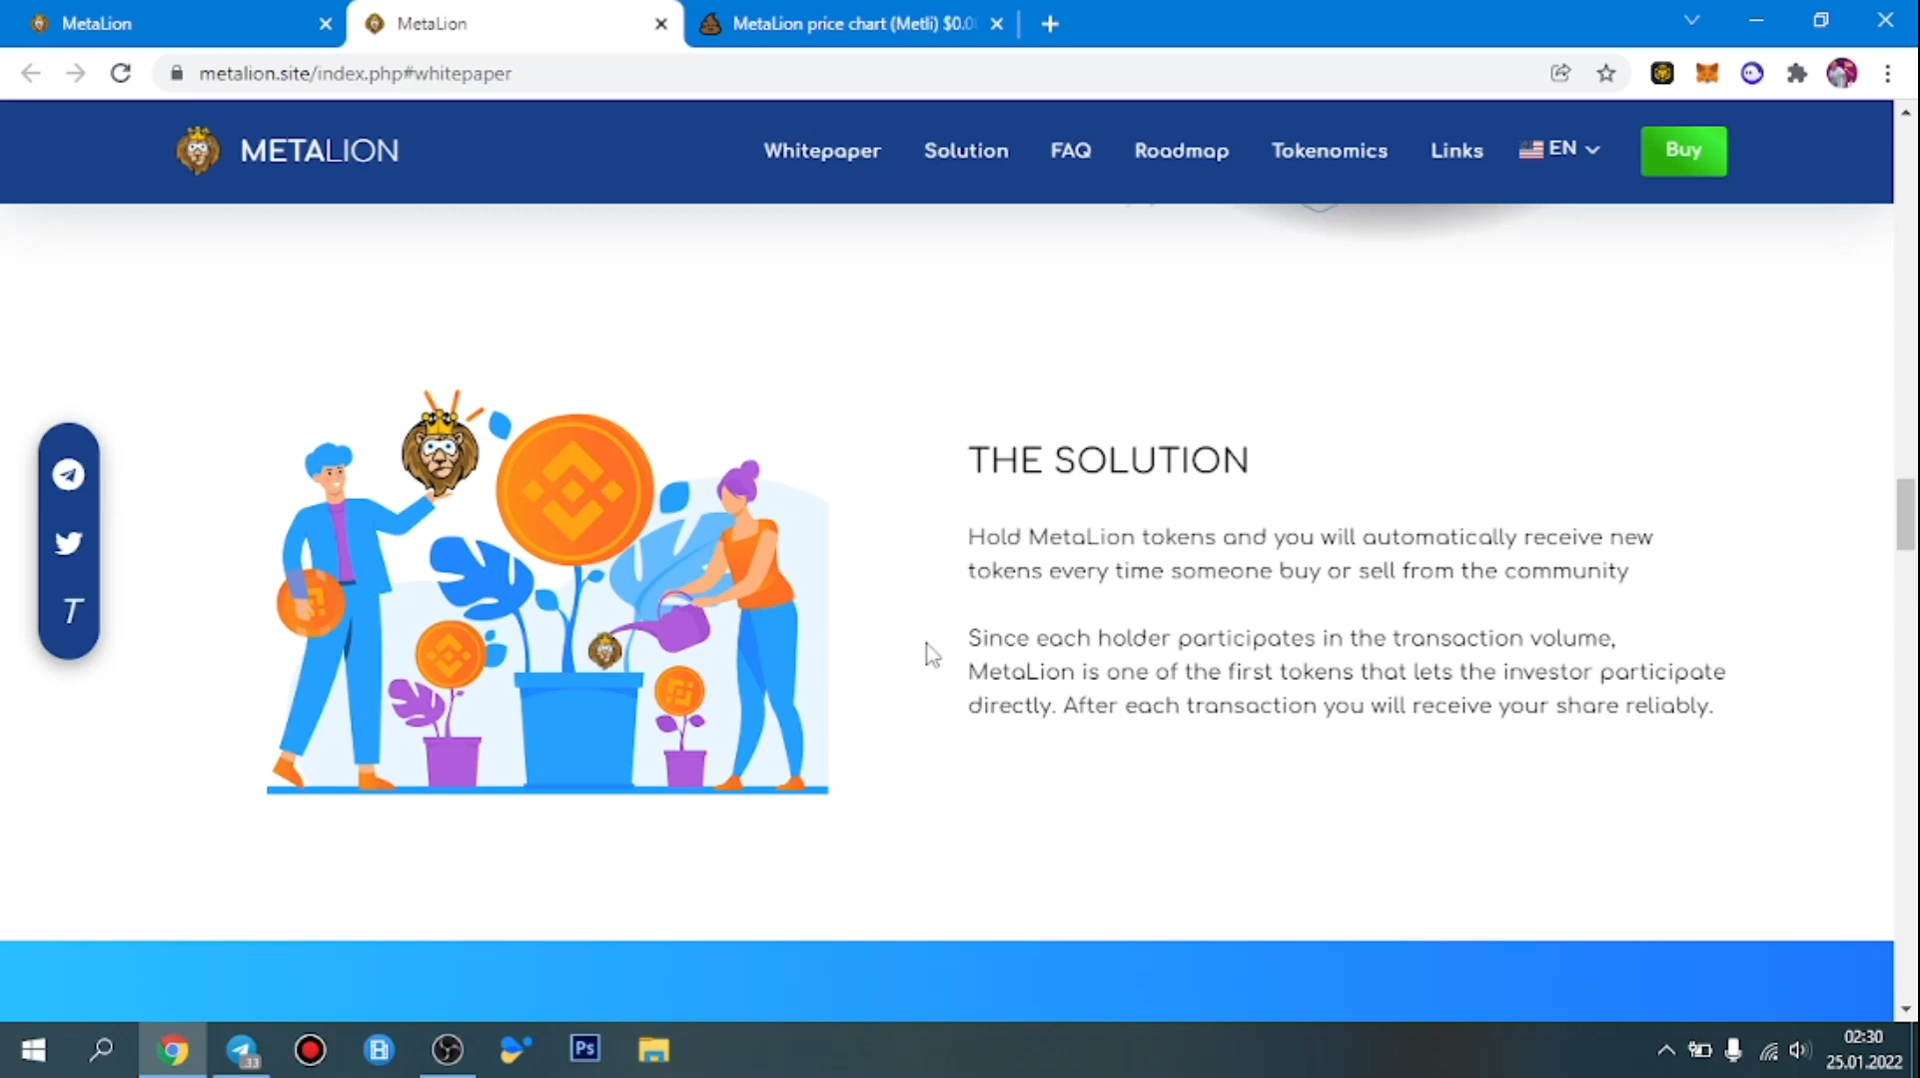 MetaLion
MetaLion
MetaLion price chart (Metli) $0.0
metalion.site/index.php#whitepaper
METALION
Whitepaper
Solution
FAQ
Roadmap
Tokenomics
Links
EN
Buy
T
THE SOLUTION
Hold MetaLion tokens and you will automatically receive new
tokens every time someone buy or sell from the community
Since each holder participates in the transaction volume,
MetaLion is one of the first tokens that lets the investor participate
directly. After each transaction you will receive your share reliably.
33
Ps
02:30
25.01.2022